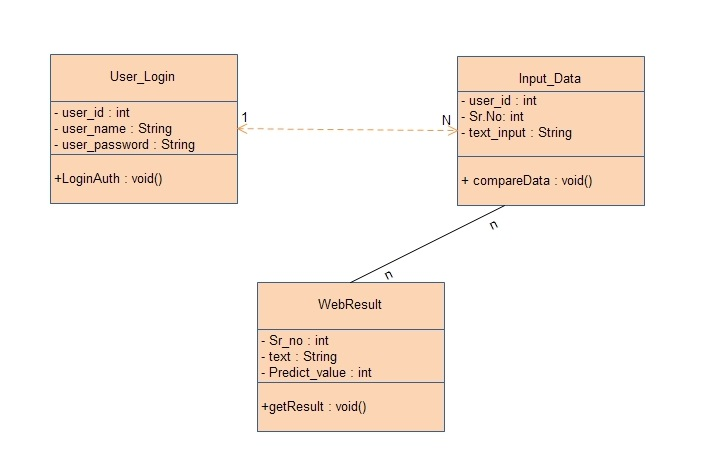 User_Login
- user_id : int
- user_name : String
- user_password : String
+LoginAuth : void()
1
N
Input_Data
- user_id : int
- Sr.No: int
- text_input : String
+ compareData : void()
n
n
WebResult
- Sr_no : int
- text : String
- Predict_value : int
+getResult : void()